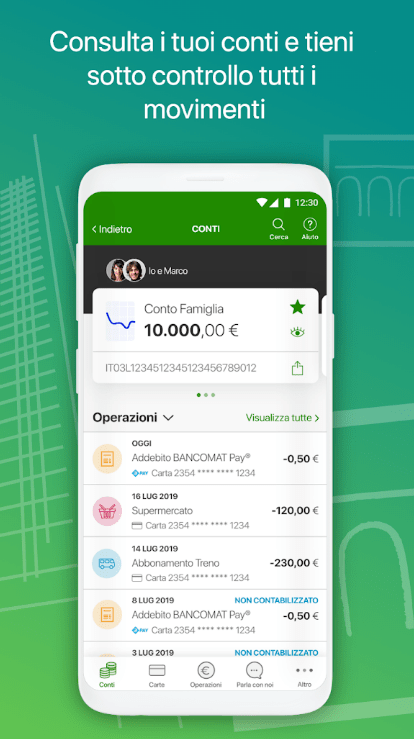 Consulta i tuoi conti e tieni
sotto controllo tutti i
movimenti
12:30
Indietro
CONTI
Cerca
Aiuto
Io e Marco
Conto Famiglia
10.000,00 €
IT03L1234512345123456789012
Operazioni
Visualizza tutte
OGGI
Addebito BANCOMAT Pay®
-0,50 €
PAY Carta 2354 **** **** 1234
16 LUG 2019
Supermercato
-120,00 €
Carta 2354 **** **** 1234
14 LUG 2019
Abbonamento Treno
-230,00 €
Carta 2354 **** **** 1234
8 LUG 2019
NON CONTABILIZZATO
Addebito BANCOMAT Pay®
-0,50 €
PAY Carta 2354 **** **** 1234
3 LUG 2019
NON CONTABILIZZATO
Conti
Carte
Operazioni
Parla con noi
Altro